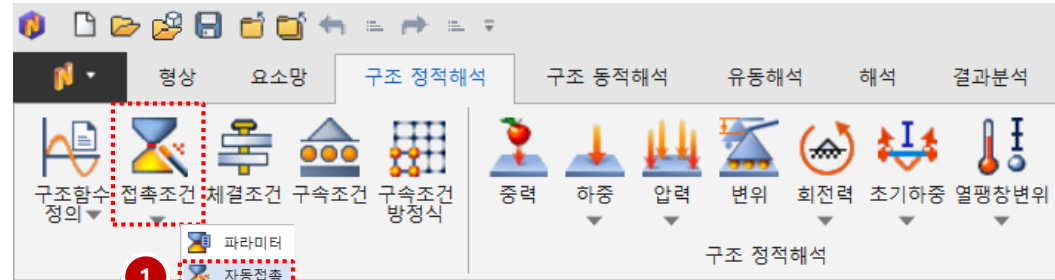 형상 요소망 구조 정적해석 구조 동적해석 유동해석 해석 결과분석
구조함수 접촉조건 체결조건 구속조건 구속조건 중력 하중 압력 변위 회전력 초기하중 열팽창변위
정의 방정식
파라미터
구조 정적해석
1 자동접촉